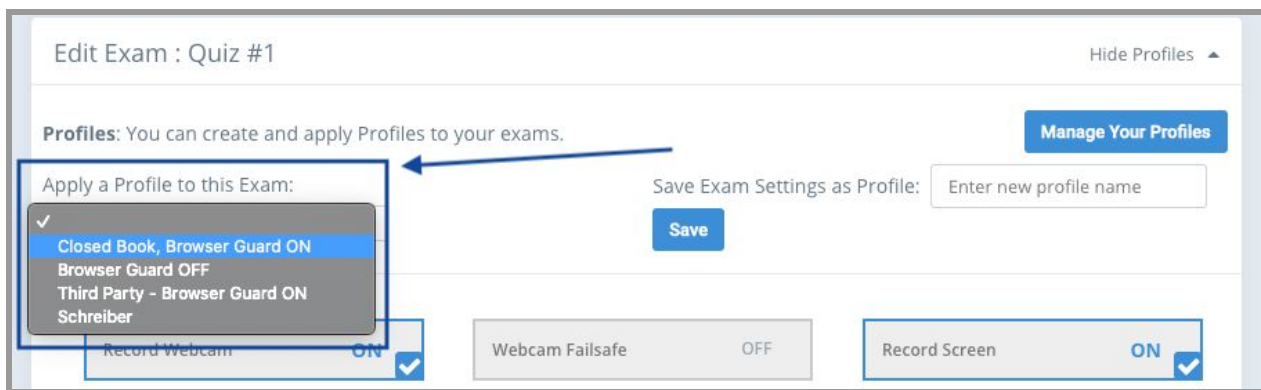 Edit Exam : Quiz #1
Hide Profiles
Profiles: You can create and apply Profiles to your exams.
Manage Your Profiles
Apply a Profile to this Exam:
Save Exam Settings as Profile:
Enter new profile name
Closed Book, Browser Guard ON
Browser Guard OFF
Third Party - Browser Guard ON
Schreiber
Save
Record Webcam
ON
Webcam Failsafe
OFF
Record Screen
ON